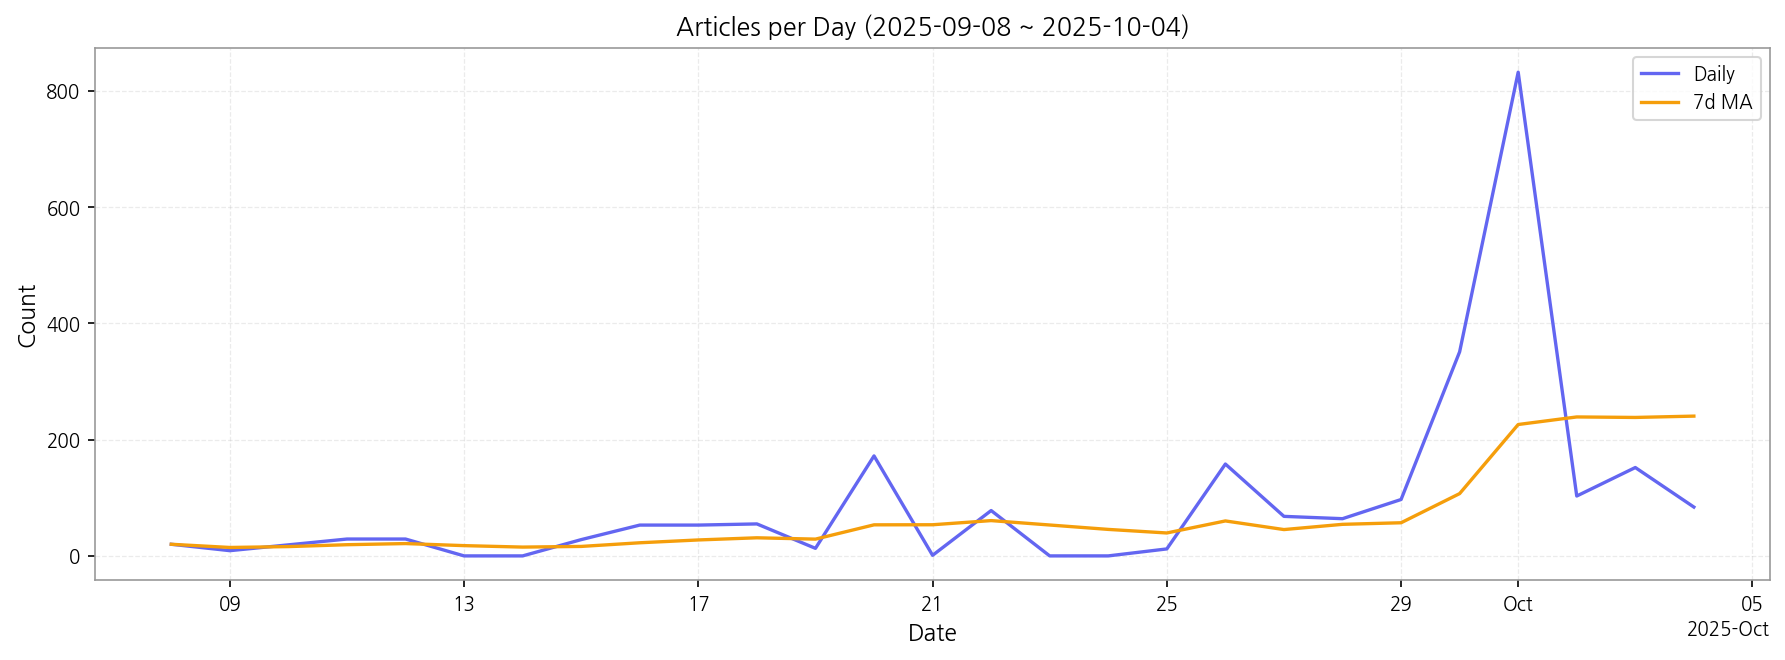 Articles per Day (2025-09-08 ~ 2025-10-04)
Daily
7d MA
Count
800
600
400
200
0
09
13
17
21
25
29
Oct
05
2025-Oct
Date